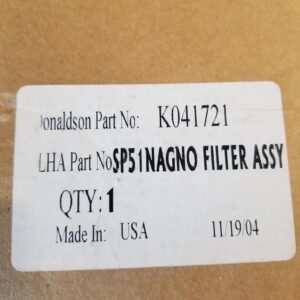 Donaldson Part No: K041721
LHA Part No SP51NAGNO FILTER ASSY
QTY: 1
Made In: USA 11/19/04